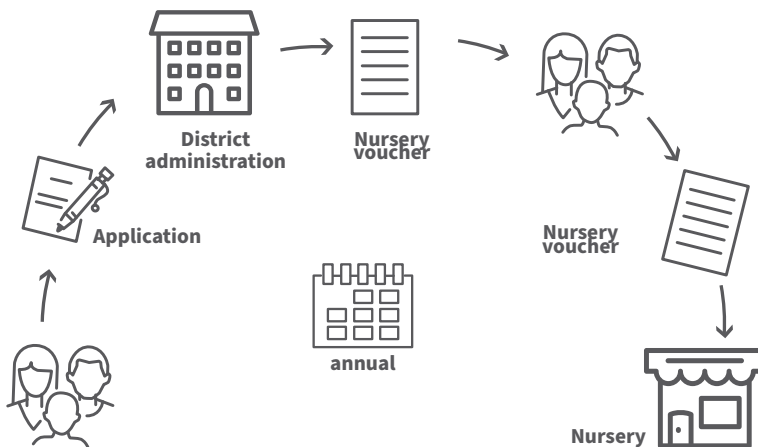 District
administration
Nursery
voucher
Application
Nursery
voucher
annual
Nursery